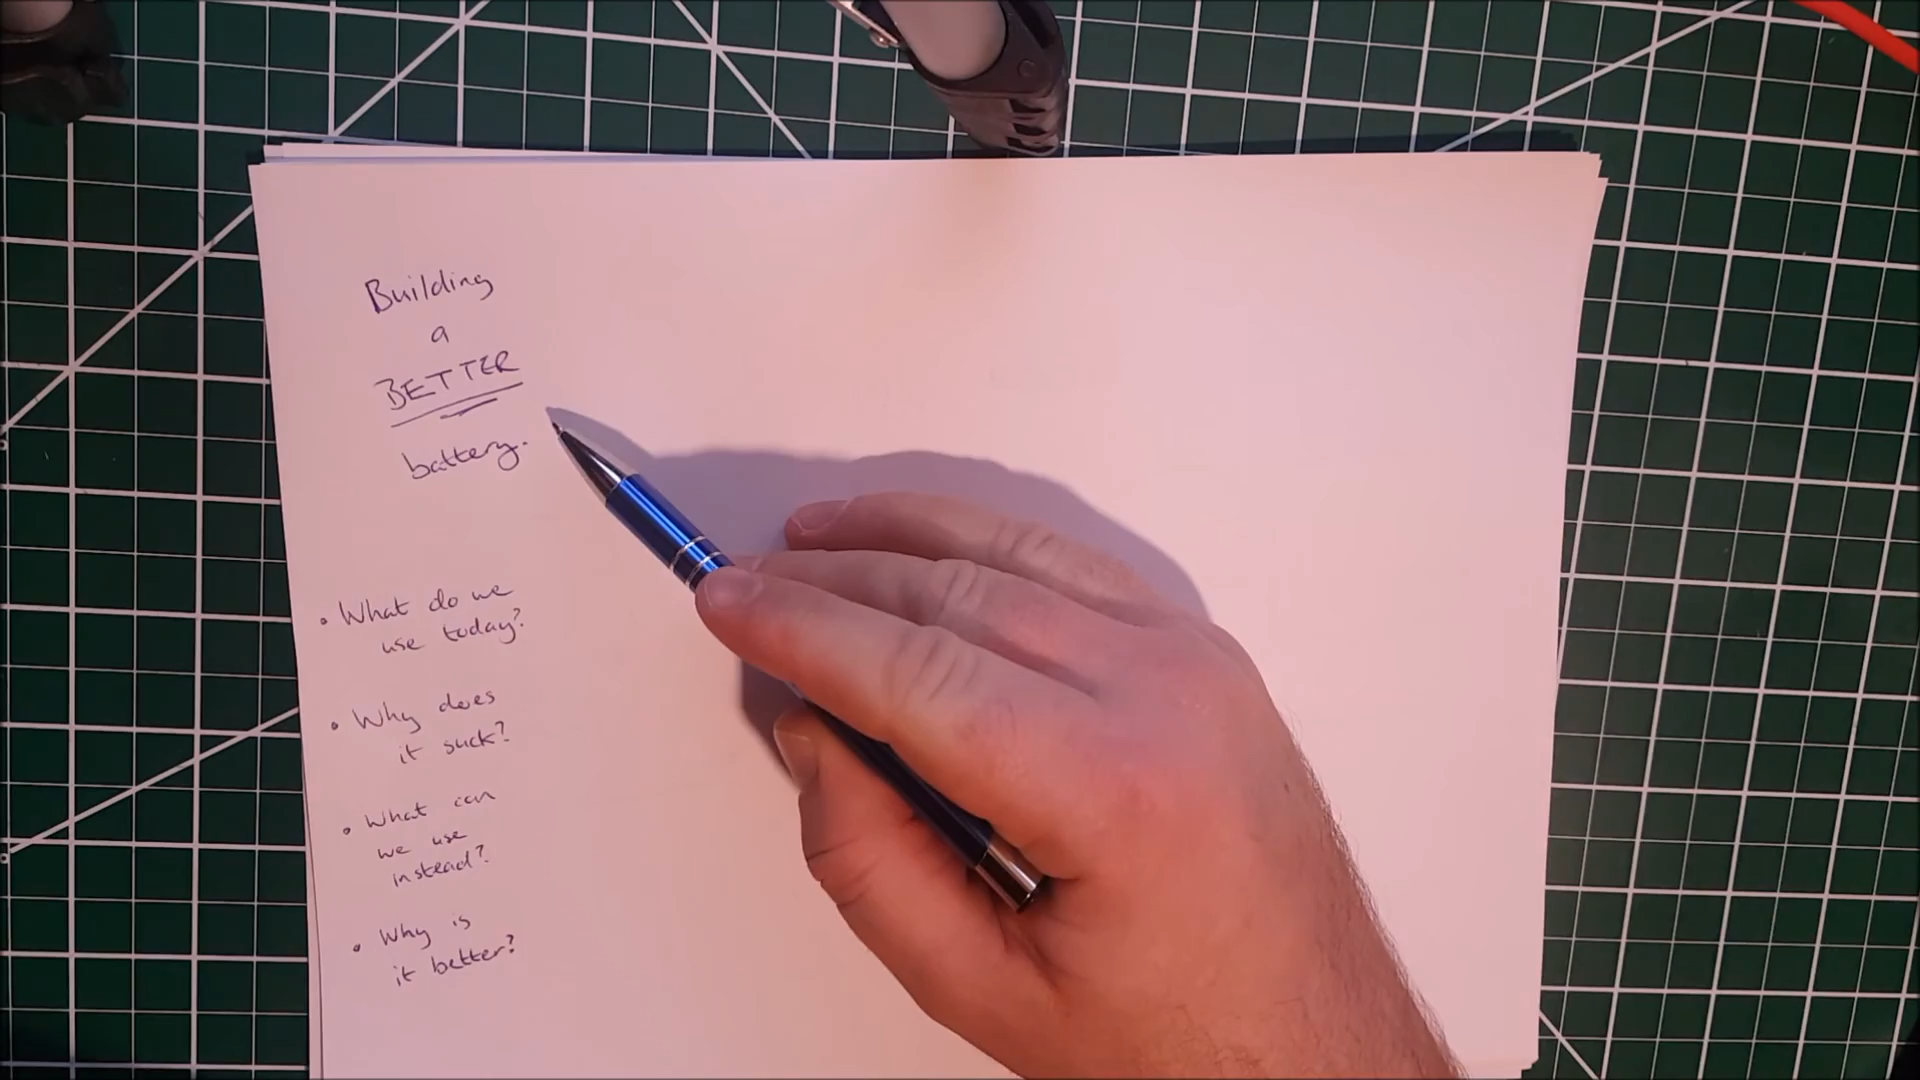 Building
a
BETTER
battery.
• What do we
use today?
• Why does
it suck?
• What can
we use
instead?
• Why is
it better?